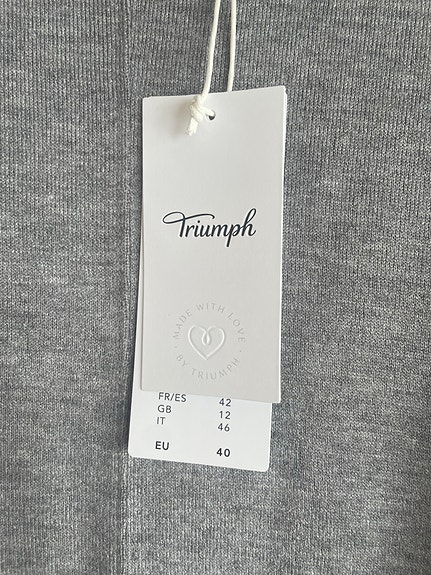 Triumph
· MADE WITH LOVE ·
BY TRIUMPH
FR/ES 42
GB 12
IT 46
EU 40